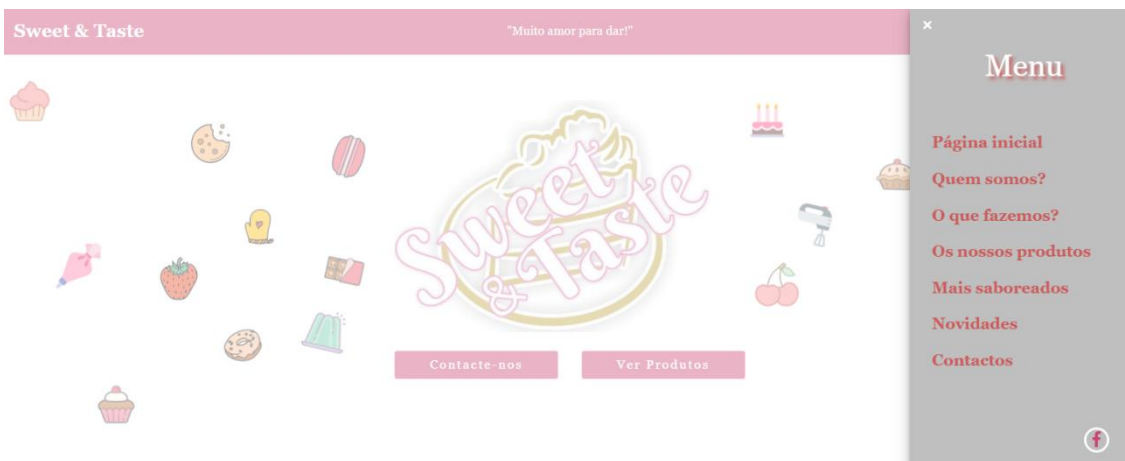 Sweet & Taste
"Muito amor para dar!"
×
Menu
Sweet
& Taste
Página inicial
Quem somos?
O que fazemos?
Os nossos produtos
Mais saboreados
Novidades
Contactos
Contacte-nos
Ver Produtos
f